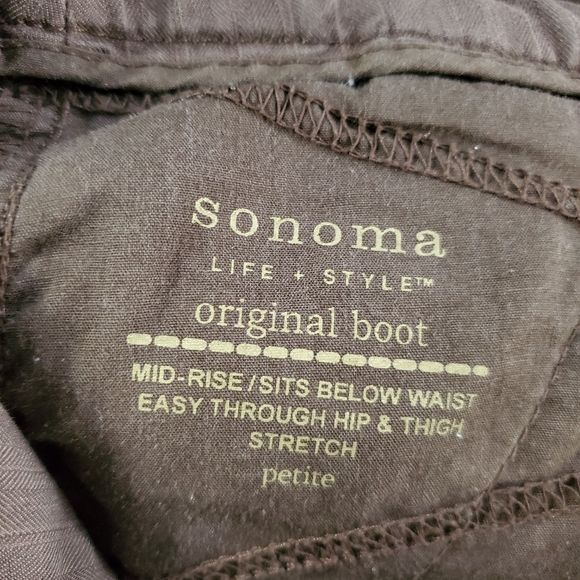 sonoma
LIFE + STYLE™
original boot
MID-RISE/SITS BELOW WAIST
EASY THROUGH HIP & THIGH
STRETCH
petite